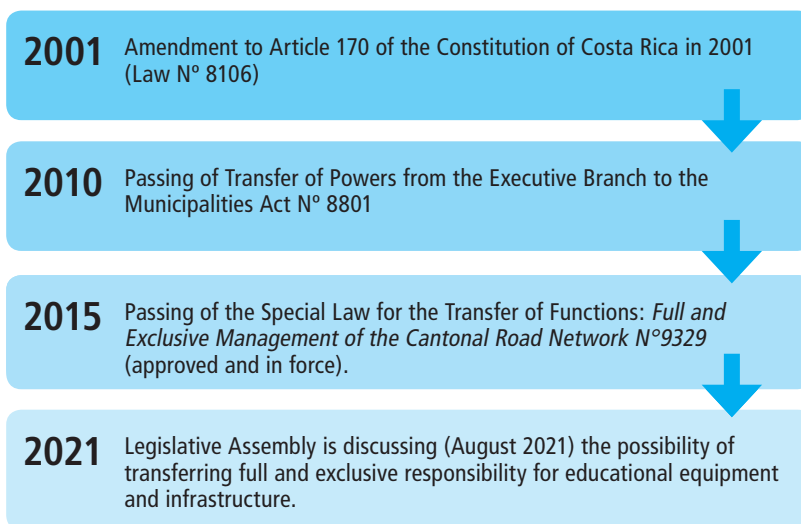 2001 Amendment to Article 170 of the Constitution of Costa Rica in 2001
(Law Nº 8106)
2010 Passing of Transfer of Powers from the Executive Branch to the
Municipalities Act Nº 8801
2015 Passing of the Special Law for the Transfer of Functions: Full and
Exclusive Management of the Cantonal Road Network N°9329
(approved and in force).
2021 Legislative Assembly is discussing (August 2021) the possibility of
transferring full and exclusive responsibility for educational equipment
and infrastructure.